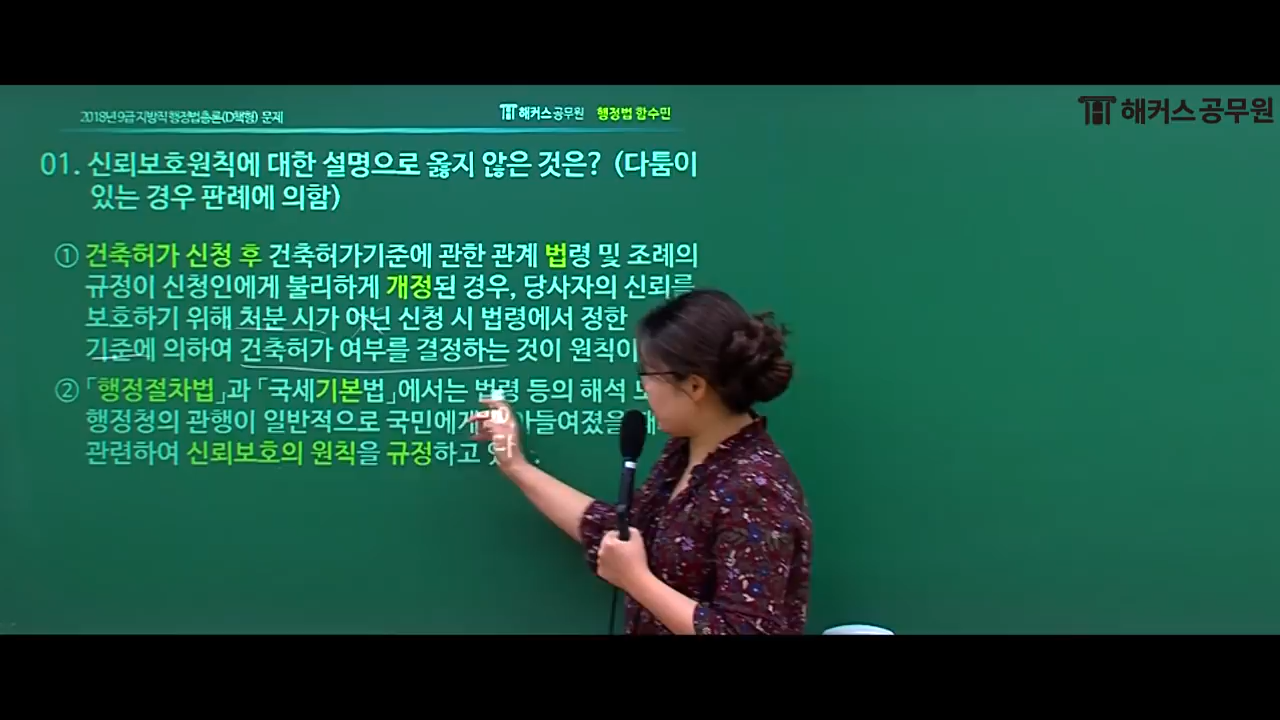 2018년 9급 지방직 행정법총론(D책형) 문제
해커스공무원 행정법 함수민
해커스공무원
01. 신뢰보호원칙에 대한 설명으로 옳지 않은 것은? (다툼이
있는 경우 판례에 의함)
① 건축허가 신청 후 건축허가기준에 관한 관계 법령 및 조례의
규정이 신청인에게 불리하게 개정된 경우, 당사자의 신뢰를
보호하기 위해 처분 시가 아닌 신청 시 법령에서 정한
기준에 의하여 건축허가 여부를 결정하는 것이 원칙이
② 「행정절차법」과 「국세기본법」에서는 법령 등의 해석
행정청의 관행이 일반적으로 국민에게
관련하여 신뢰보호의 원칙을 규정하고